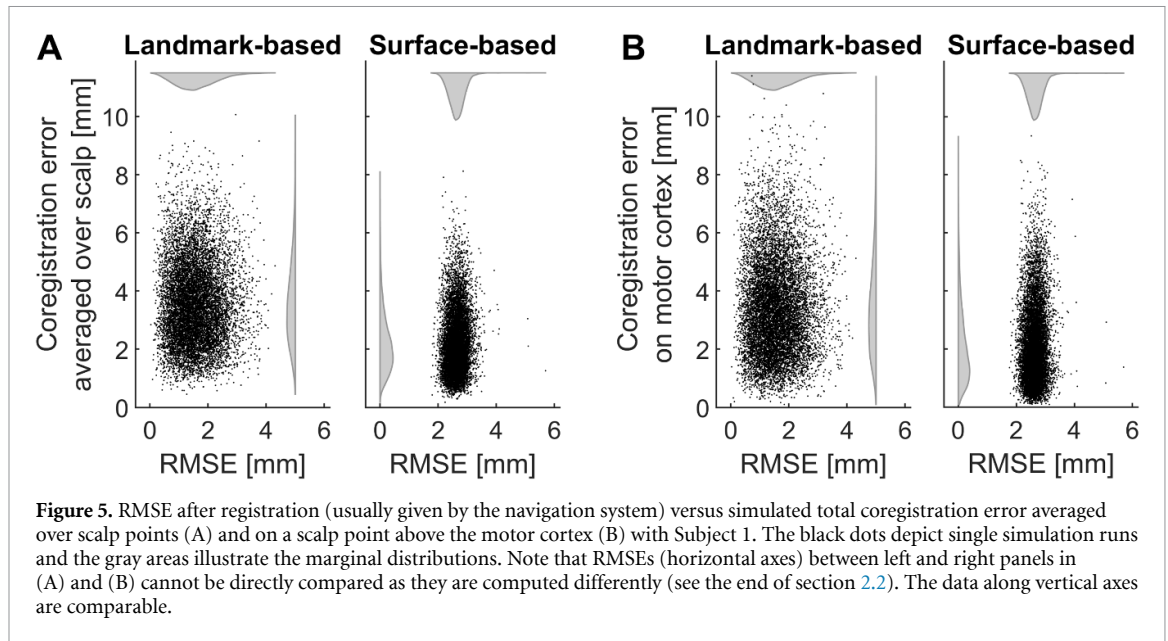 A Landmark-based Surface-based B Landmark-based Surface-based
Coregistration error
averaged over scalp [mm]
10
8
6
4
2
0
0 2 4 6
RMSE [mm]
0 2 4 6
RMSE [mm]
Coregistration error
on motor cortex [mm]
10
8
6
4
2
0
0 2 4 6
RMSE [mm]
0 2 4 6
RMSE [mm]
Figure 5. RMSE after registration (usually given by the navigation system) versus simulated total coregistration error averaged
over scalp points (A) and on a scalp point above the motor cortex (B) with Subject 1. The black dots depict single simulation runs
and the gray areas illustrate the marginal distributions. Note that RMSEs (horizontal axes) between left and right panels in
(A) and (B) cannot be directly compared as they are computed differently (see the end of section 2.2). The data along vertical axes
are comparable.